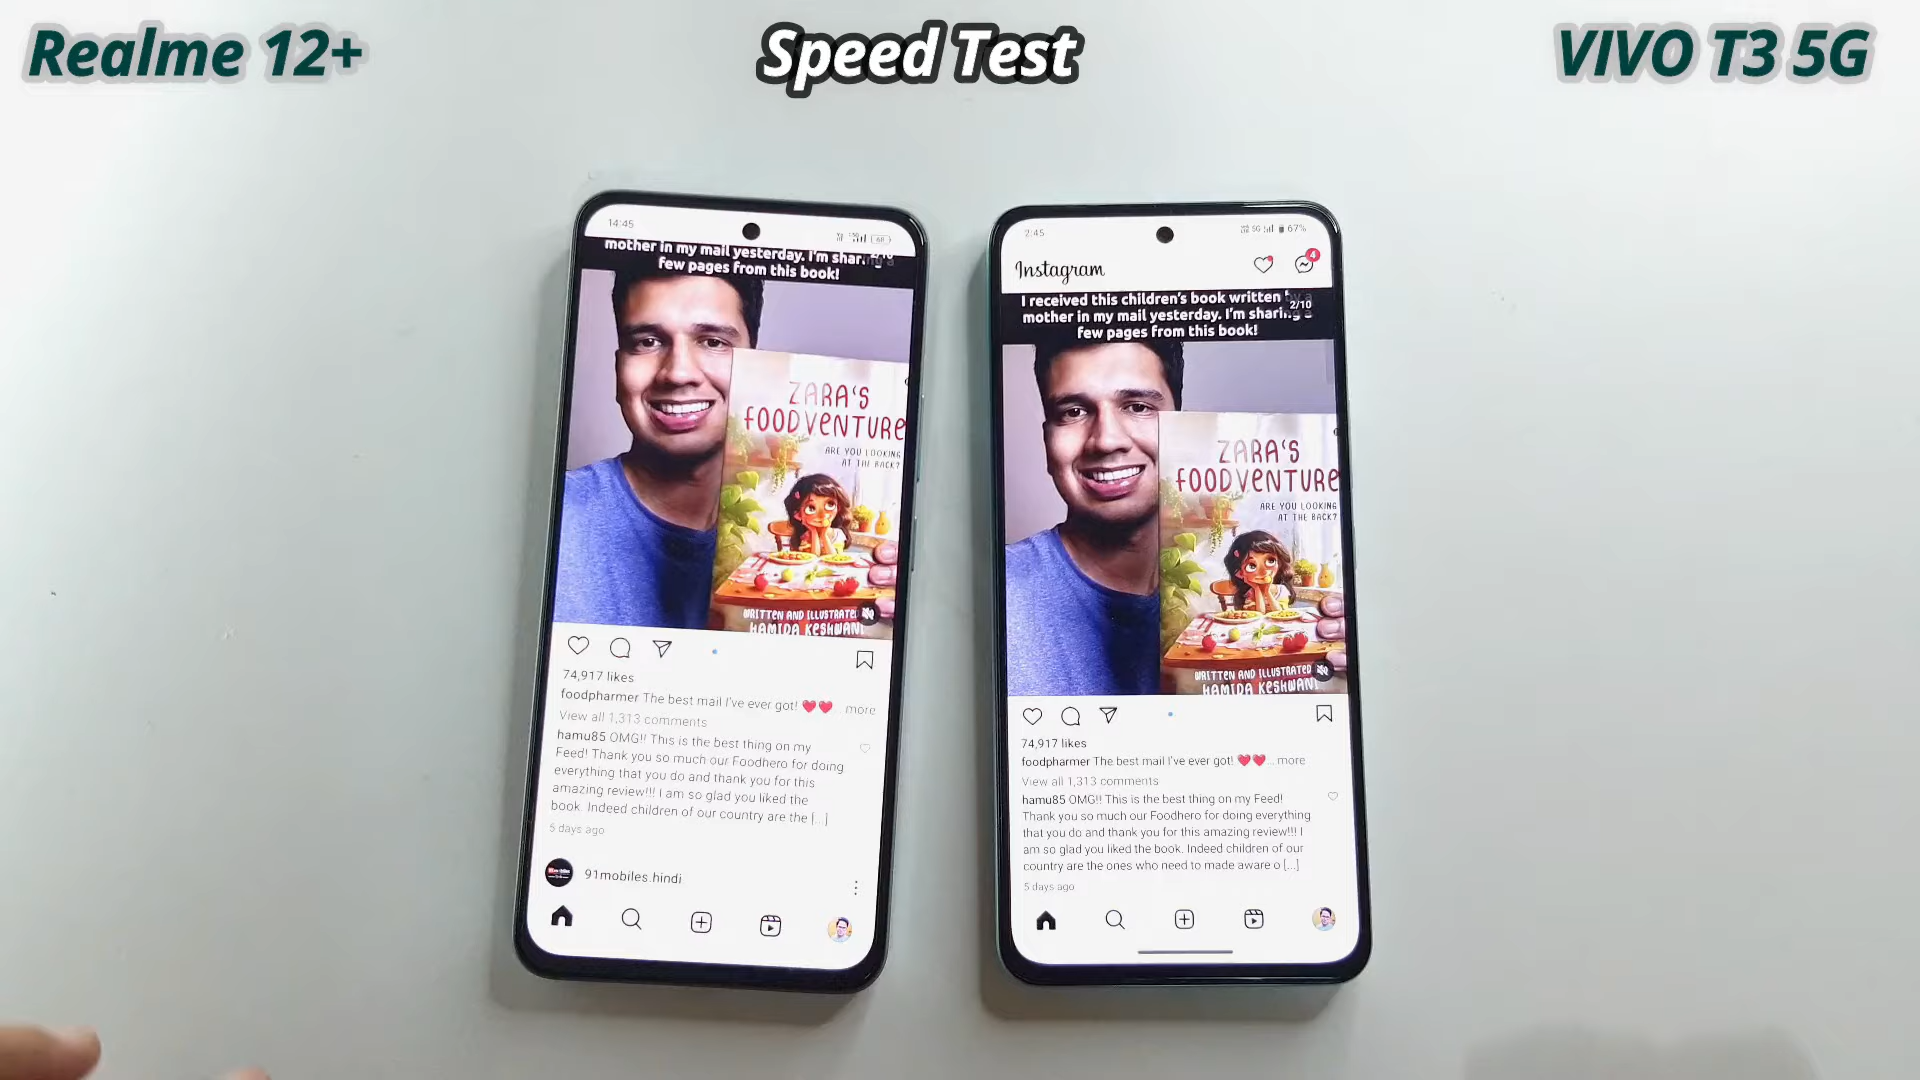 Realme 12+
Speed Test
VIVO T3 5G
14:45
mother in my mail yesterday. I'm sharing a
few pages from this book!
ZARA'S
FOODVENTURE
ARE YOU LOOKING
AT THE BACK?
WRITTEN AND ILLUSTRATED
HAMIDA KESHWANI
74,917 likes
foodpharmer The best mail I've ever got! ❤️❤️... more
View all 1,313 comments
hamu85 OMG!! This is the best thing on my
Feed! Thank you so much our Foodhero for doing
everything that you do and thank you for this
amazing review!!! I am so glad you liked the
book. Indeed children of our country are the [...]
5 days ago
91mobiles.hindi
2:45
5G 67%
Instagram
4
I received this children's book written by a
2/10
mother in my mail yesterday. I'm sharing a
few pages from this book!
ZARA'S
FOODVENTURE
ARE YOU LOOKING
AT THE BACK?
WRITTEN AND ILLUSTRATED
HAMIDA KESHWANI
74,917 likes
foodpharmer The best mail I've ever got! ❤️❤️... more
View all 1,313 comments
hamu85 OMG!! This is the best thing on my Feed!
Thank you so much our Foodhero for doing everything
that you do and thank you for this amazing review!!! I
am so glad you liked the book. Indeed children of our
country are the ones who need to made aware o [...]
5 days ago